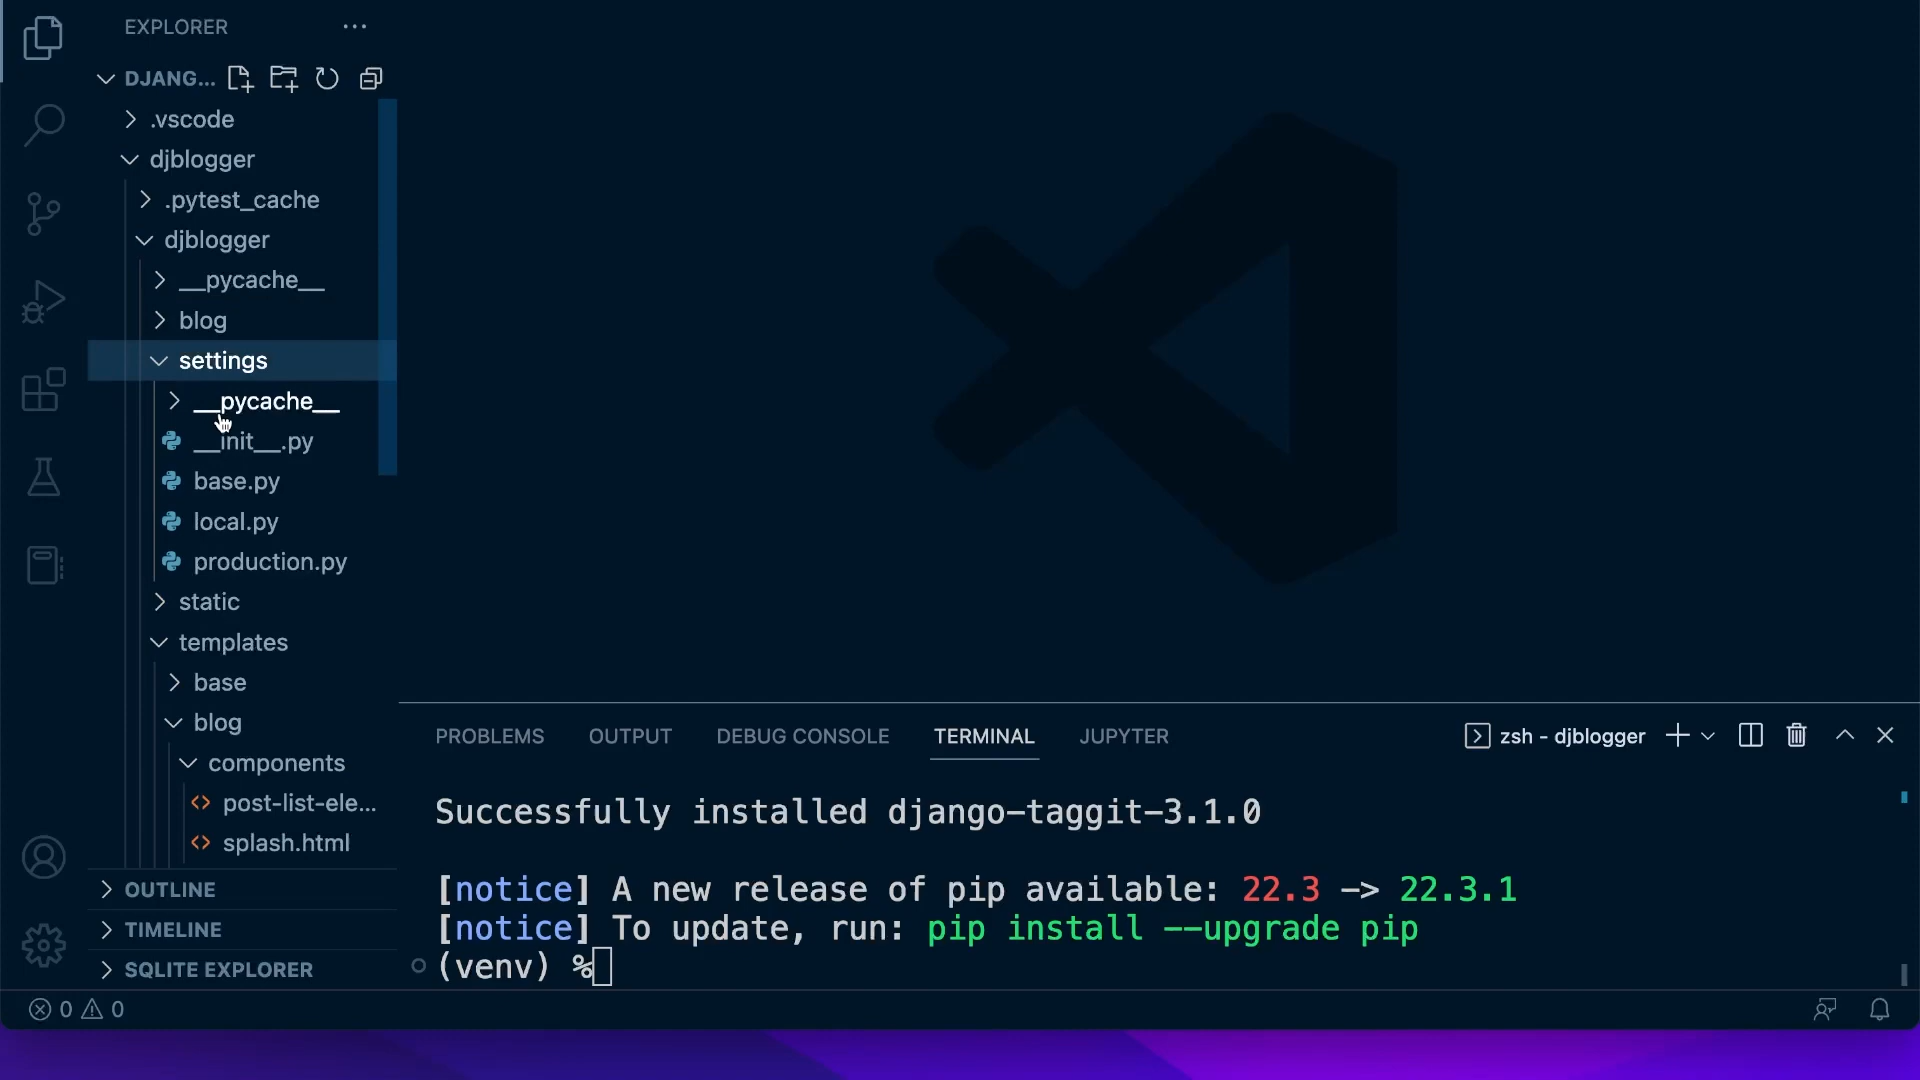 EXPLORER
DJANG...
.vscode
djblogger
.pytest_cache
djblogger
__pycache__
blog
settings
__pycache__
__init__.py
base.py
local.py
production.py
static
templates
base
blog
components
post-list-ele...
splash.html
OUTLINE
TIMELINE
SQLITE EXPLORER
PROBLEMS OUTPUT DEBUG CONSOLE TERMINAL JUPYTER zsh - djblogger
Successfully installed django-taggit-3.1.0
[notice] A new release of pip available: 22.3 -> 22.3.1
[notice] To update, run: pip install --upgrade pip
(venv) %
0 0